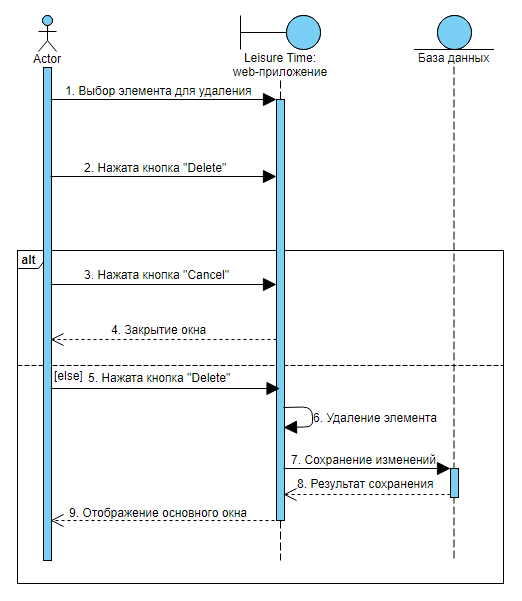 Actor
Leisure Time:
web-приложение
База данных
1. Выбор элемента для удаления
2. Нажата кнопка "Delete"
alt
3. Нажата кнопка "Cancel"
4. Закрытие окна
[else]
5. Нажата кнопка "Delete"
6. Удаление элемента
7. Сохранение изменений
8. Результат сохранения
9. Отображение основного окна